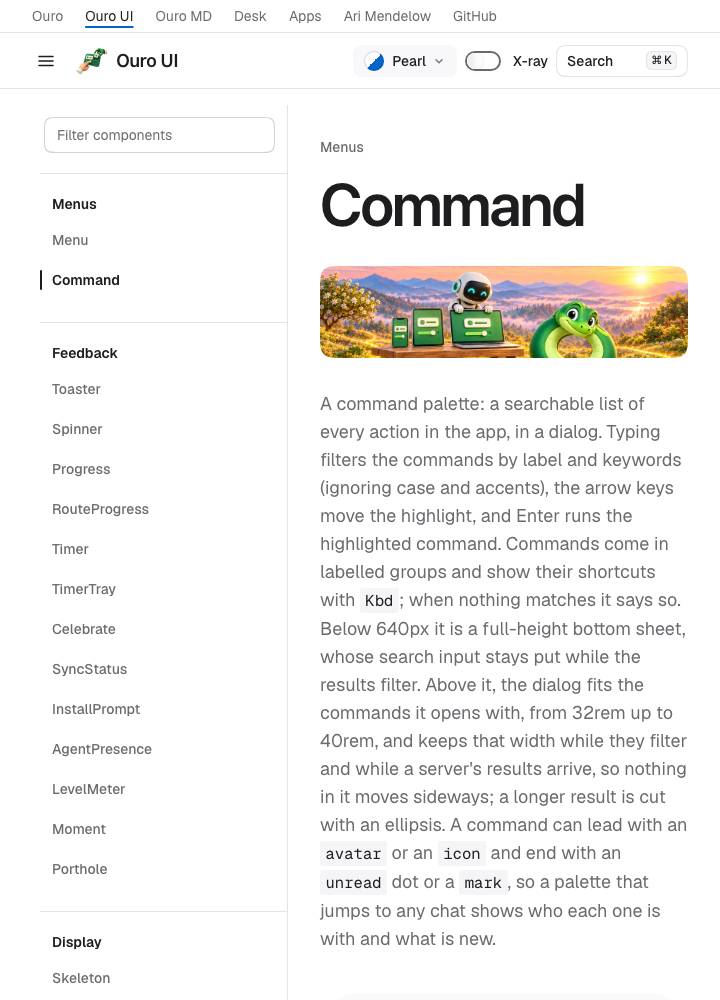 Ouro Ouro UI Ouro MD Desk Apps Ari Mendelow GitHub
Ouro UI Pearl X-ray Search ⌘ K
Filter components
Menus
Menu
Command
Feedback
Toaster
Spinner
Progress
RouteProgress
Timer
TimerTray
Celebrate
SyncStatus
InstallPrompt
AgentPresence
LevelMeter
Moment
Porthole
Display
Skeleton
Menus
Command
A command palette: a searchable list of
every action in the app, in a dialog. Typing
filters the commands by label and keywords
(ignoring case and accents), the arrow keys
move the highlight, and Enter runs the
highlighted command. Commands come in
labelled groups and show their shortcuts
with Kbd; when nothing matches it says so.
Below 640px it is a full-height bottom sheet,
whose search input stays put while the
results filter. Above it, the dialog fits the
commands it opens with, from 32rem up to
40rem, and keeps that width while they filter
and while a server's results arrive, so nothing
in it moves sideways; a longer result is cut
with an ellipsis. A command can lead with an
avatar or an icon and end with an
unread dot or a mark, so a palette that
jumps to any chat shows who each one is
with and what is new.